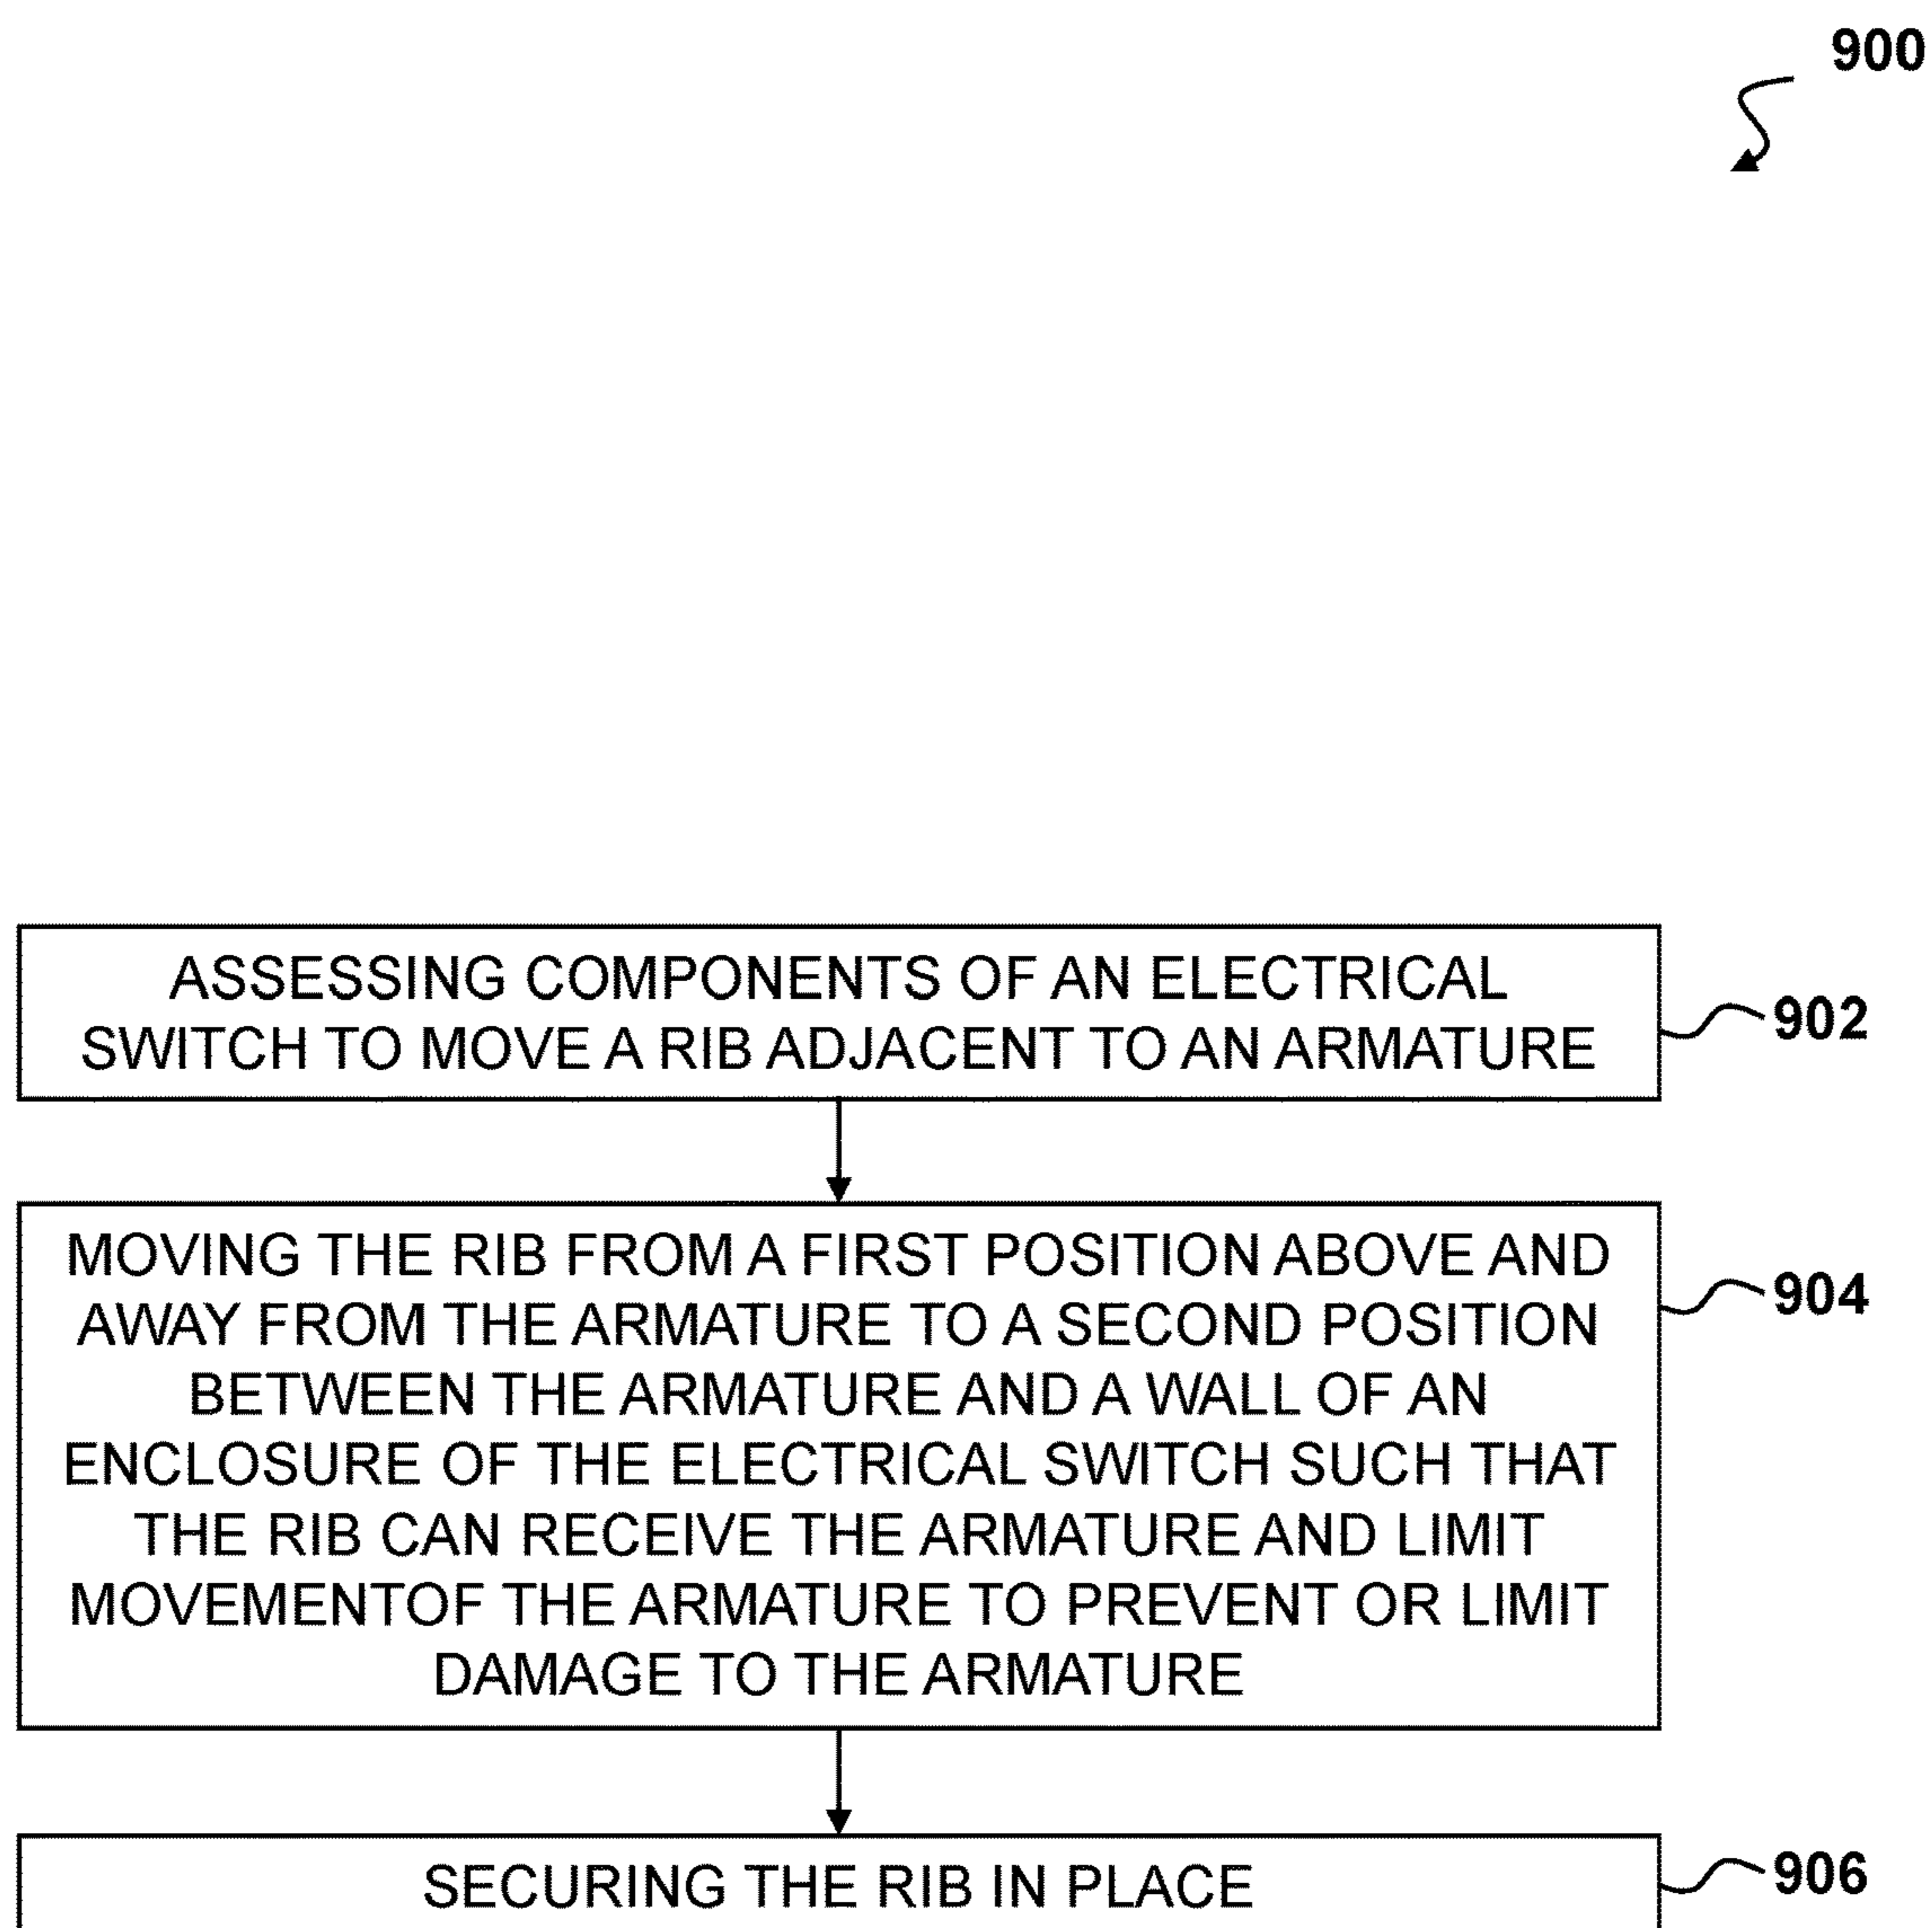 900
ASSESSING COMPONENTS OF AN ELECTRICAL
SWITCH TO MOVE A RIB ADJACENT TO AN ARMATURE
902
MOVING THE RIB FROM A FIRST POSITION ABOVE AND
AWAY FROM THE ARMATURE TO A SECOND POSITION
BETWEEN THE ARMATURE AND A WALL OF AN
ENCLOSURE OF THE ELECTRICAL SWITCH SUCH THAT
THE RIB CAN RECEIVE THE ARMATURE AND LIMIT
MOVEMENTOF THE ARMATURE TO PREVENT OR LIMIT
DAMAGE TO THE ARMATURE
904
SECURING THE RIB IN PLACE
906